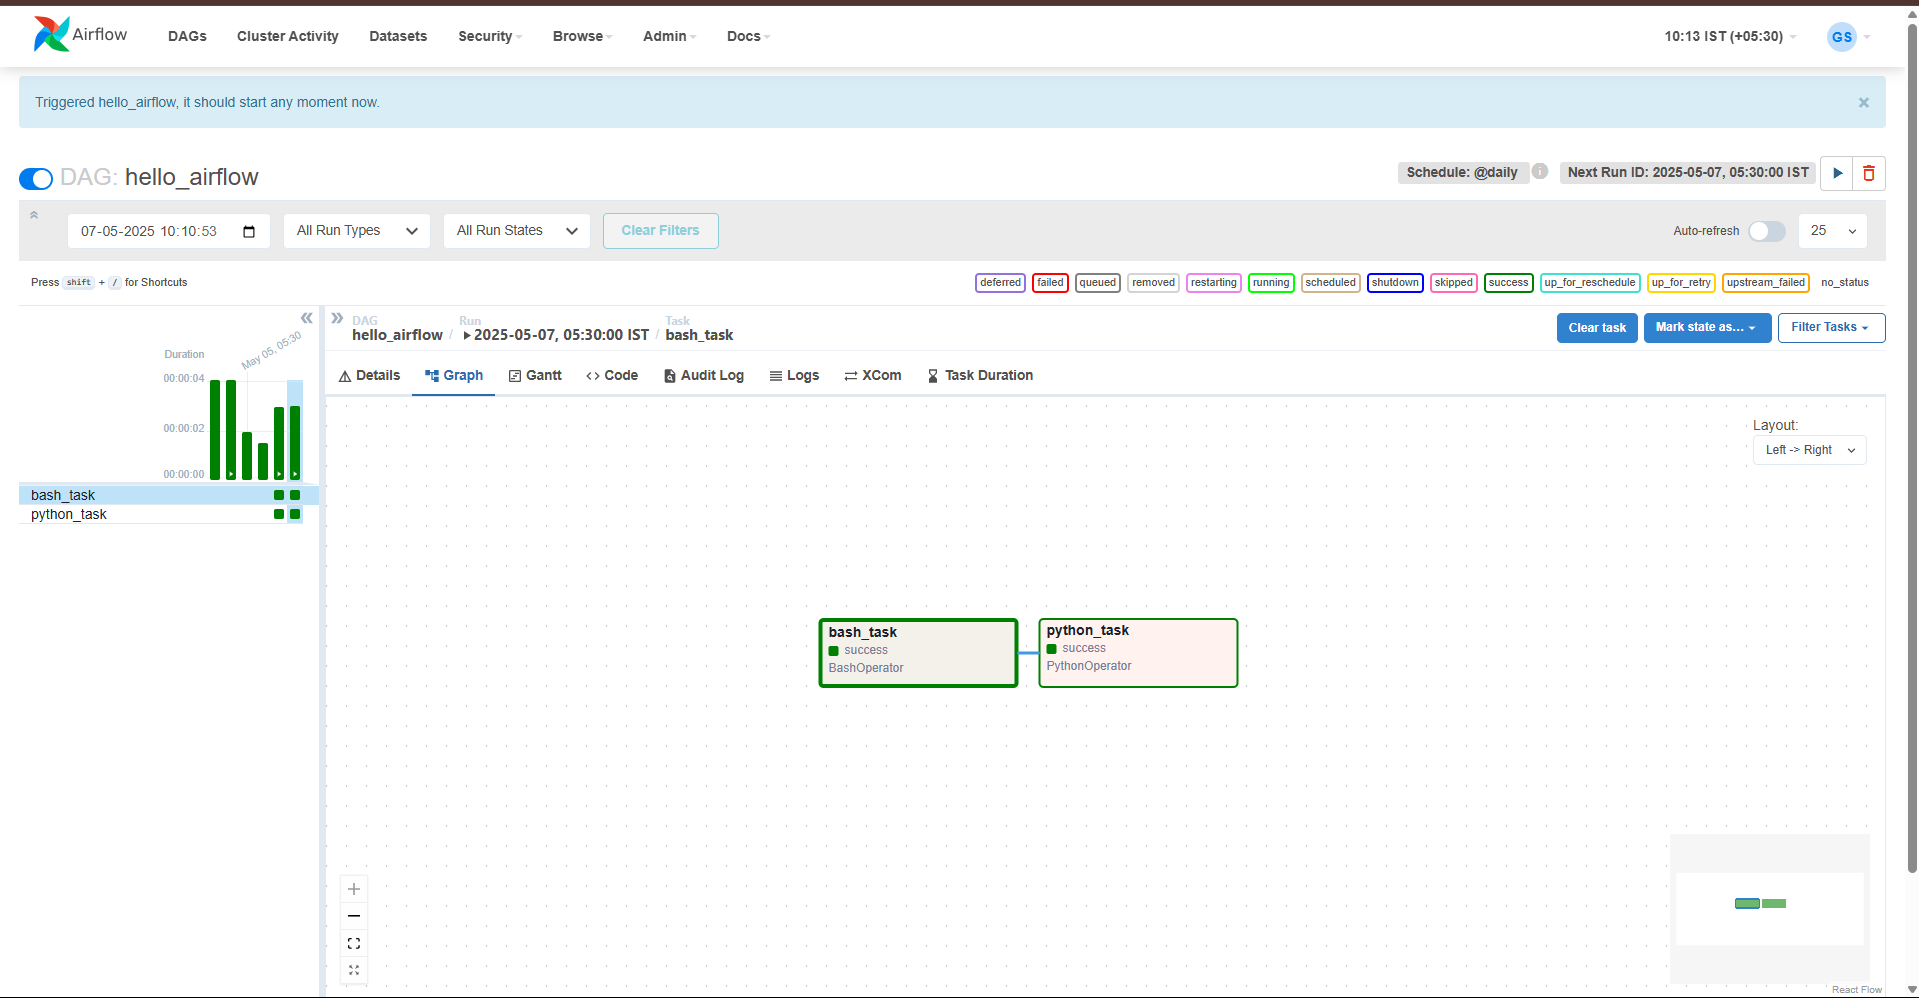 Airflow DAGs Cluster Activity Datasets Security Browse Admin Docs 10:13 IST (+05:30) GS
Triggered hello_airflow, it should start any moment now. ×
DAG: hello_airflow Schedule: @daily i Next Run ID: 2025-05-07, 05:30:00 IST
07-05-2025 10:10:53 All Run Types All Run States Clear Filters Auto-refresh 25
Press shift + / for Shortcuts deferred failed queued removed restarting running scheduled shutdown skipped success up_for_reschedule up_for_retry upstream_failed no_status
DAG Run Task
hello_airflow / 2025-05-07, 05:30:00 IST / bash_task Clear task Mark state as... Filter Tasks
Details Graph Gantt Code Audit Log Logs XCom Task Duration
May 05, 05:30
Duration
00:00:04
00:00:02
00:00:00
bash_task
python_task
Layout:
Left -> Right
bash_task
success
BashOperator
python_task
success
PythonOperator
React Flow